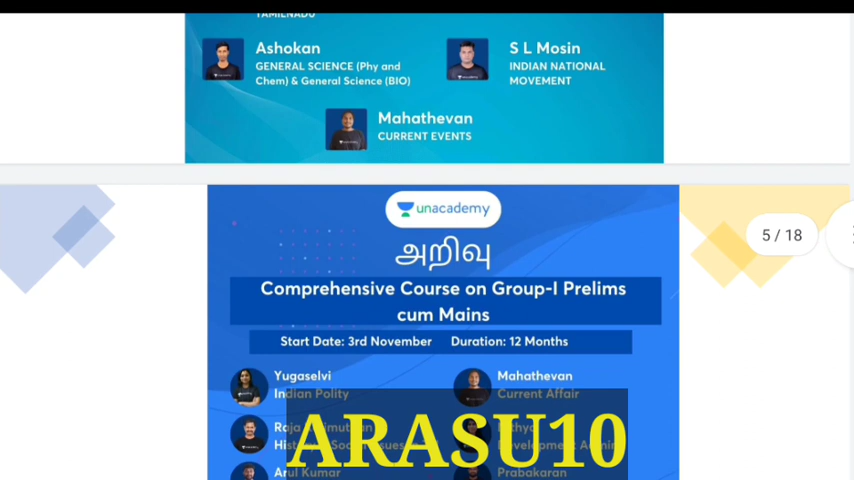 TAMILNADU
Ashokan
GENERAL SCIENCE (Phy and
Chem) & General Science (BIO)
S L Mosin
INDIAN NATIONAL
MOVEMENT
Mahathevan
CURRENT EVENTS
unacademy
5 / 18
அறிவு
Comprehensive Course on Group-I Prelims
cum Mains
Start Date: 3rd November Duration: 12 Months
Yugaselvi
Indian Polity
Mahathevan
Current Affair
ARASU10
Arul Kumar
Prabakaran